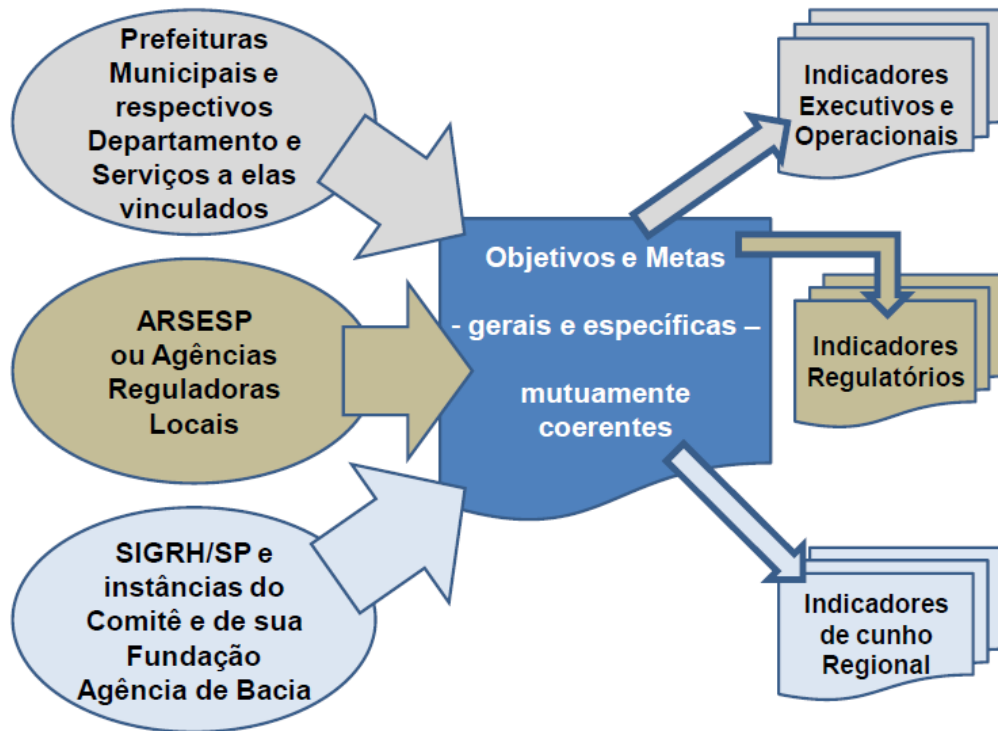 Prefeituras
Municipais e
respectivos
Departamento e
Serviços a elas
vinculados
ARSESP
ou Agências
Reguladoras
Locais
SIGRH/SP e
instâncias do
Comitê e de sua
Fundação
Agência de Bacia
Objetivos e Metas
- gerais e específicas –
mutuamente
coerentes
Indicadores
Executivos e
Operacionais
Indicadores
Regulatórios
Indicadores
de cunho
Regional